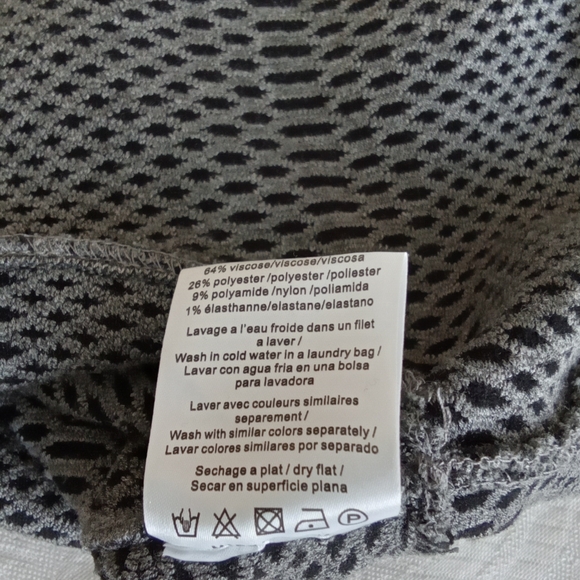 64% viscose/viscose/viscosa
26% polyester/polyester/poliester
9% polyamide/nylon/poliamida
1% élasthanne/elastane/elastano
Lavage a l'eau froide dans un filet
a laver/
Wash in cold water in a laundry bag/
Lavar con agua fria en una bolsa
para lavadora
Laver avec couleurs similaires
separement/
Wash with similar colors separately/
Lavar colores similares por separado
Sechage a plat/dry flat/
Secar en superficie plana
P